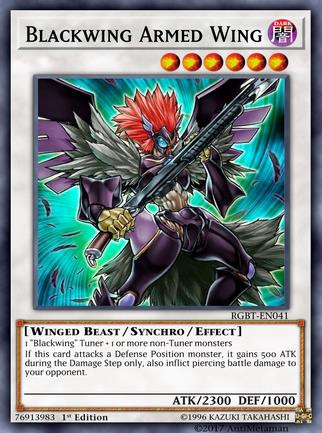 Blackwing Armed Wing
DARK
闇
RGBT-EN041
[Winged Beast / Synchro / Effect]
1 "Blackwing" Tuner + 1 or more non-Tuner monsters
If this card attacks a Defense Position monster, it gains 500 ATK
during the Damage Step only, also inflict piercing battle damage to
your opponent.
ATK/2300 DEF/1000
76913983 1st Edition ©1996 KAZUKI TAKAHASHI
©2017 AntiMetaman